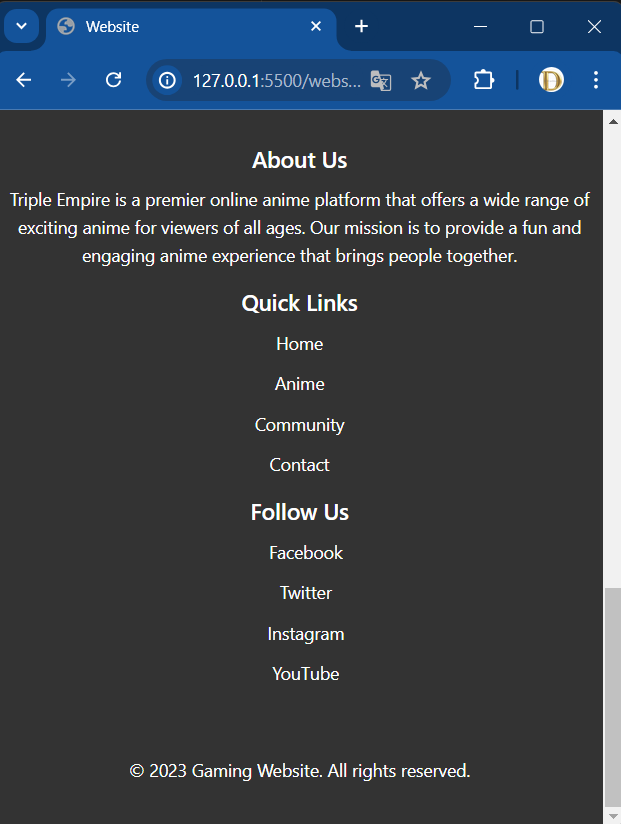 Website
127.0.0.1:5500/webs...
About Us
Triple Empire is a premier online anime platform that offers a wide range of
exciting anime for viewers of all ages. Our mission is to provide a fun and
engaging anime experience that brings people together.
Quick Links
Home
Anime
Community
Contact
Follow Us
Facebook
Twitter
Instagram
YouTube
© 2023 Gaming Website. All rights reserved.